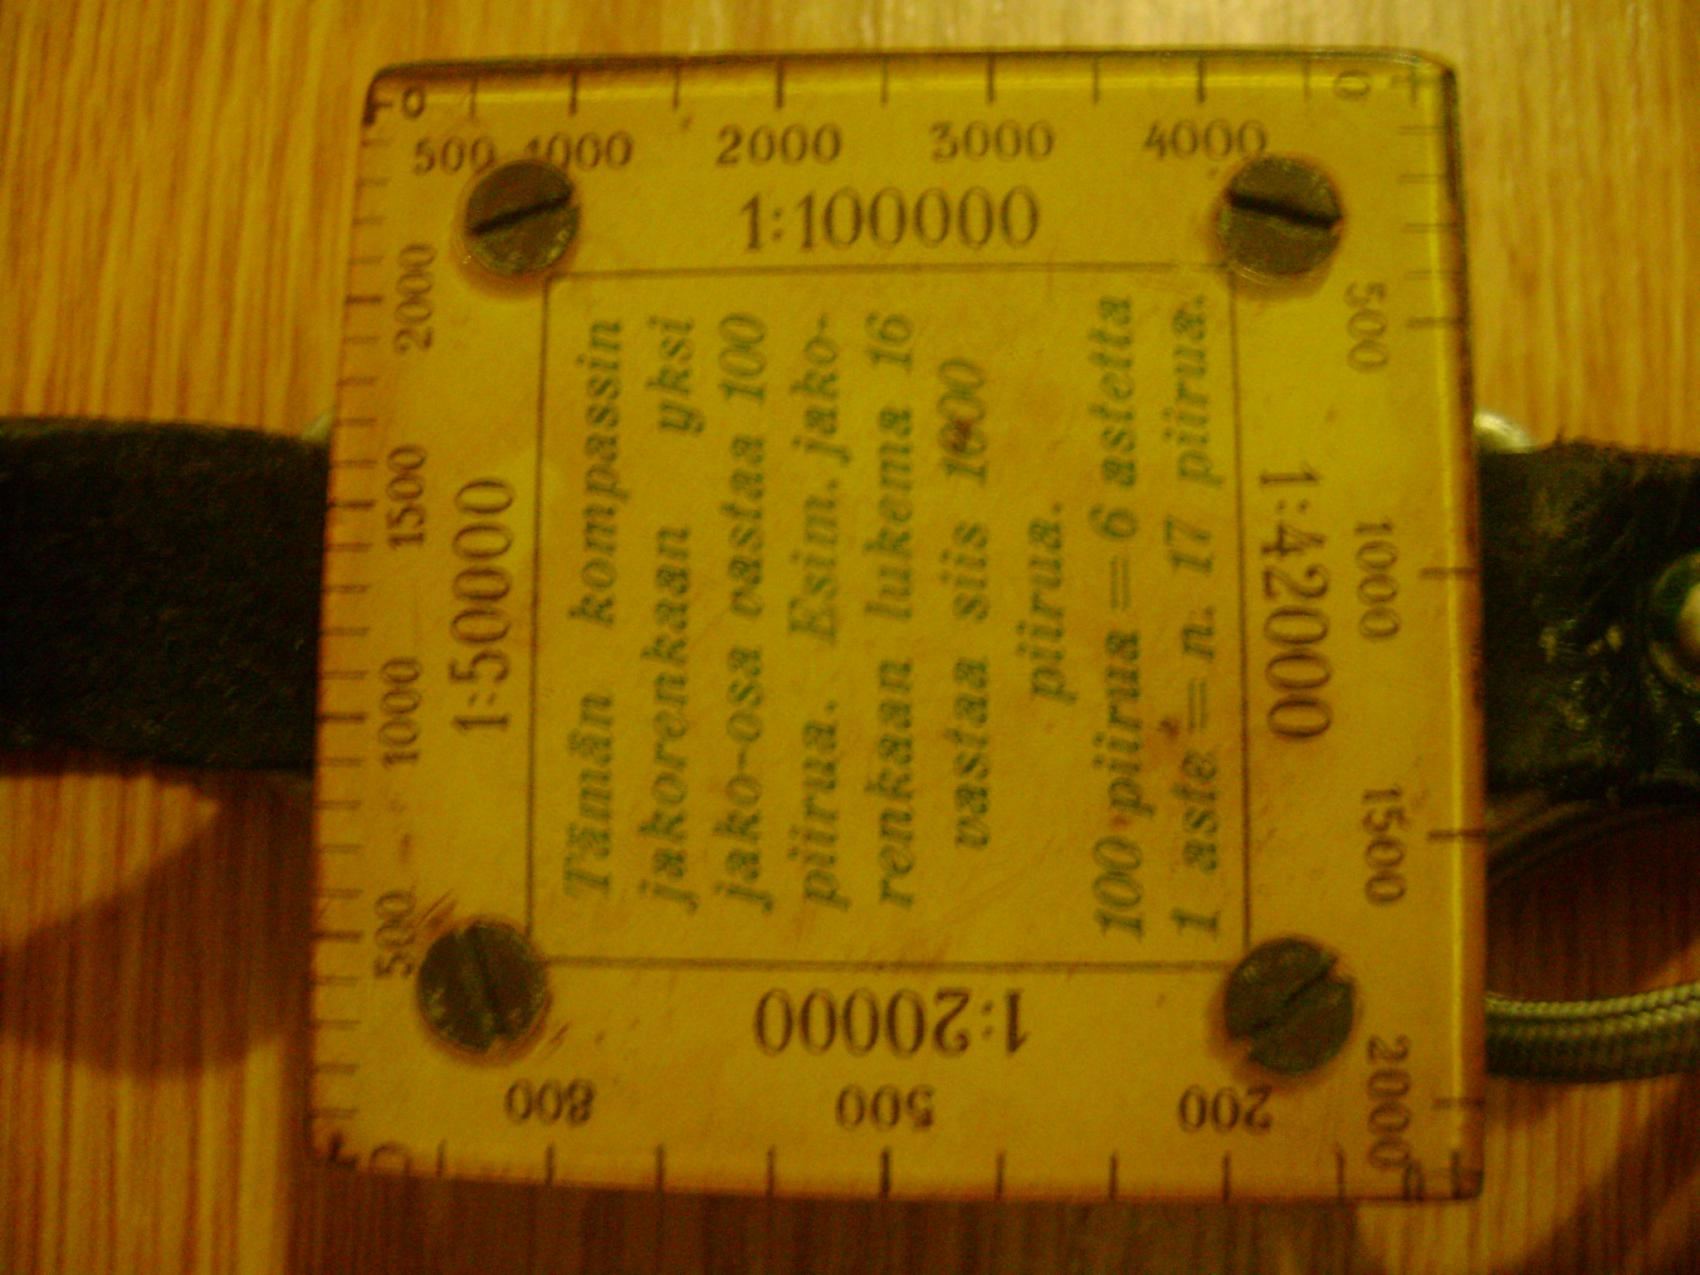 0
500 1000 2000 3000 4000
1:100000
0
500
1000
1500
2000
1:42000
200
500
800
1:20000
0
500
1000
1500
2000
1:50000
Tämän kompassin
jakorenkaan yksi
jako-osa vastaa 100
piirua. Esim. jako-
renkaan lukema 16
vastaa siis 1600
piirua.
100 piirua = 6 astetta
1 aste = n. 17 piirua.